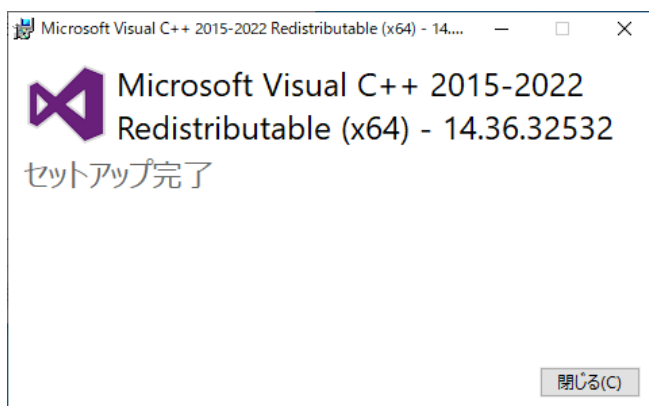 Microsoft Visual C++ 2015-2022 Redistributable (x64) - 14....
Microsoft Visual C++ 2015-2022
Redistributable (x64) - 14.36.32532
セットアップ完了
閉じる(C)